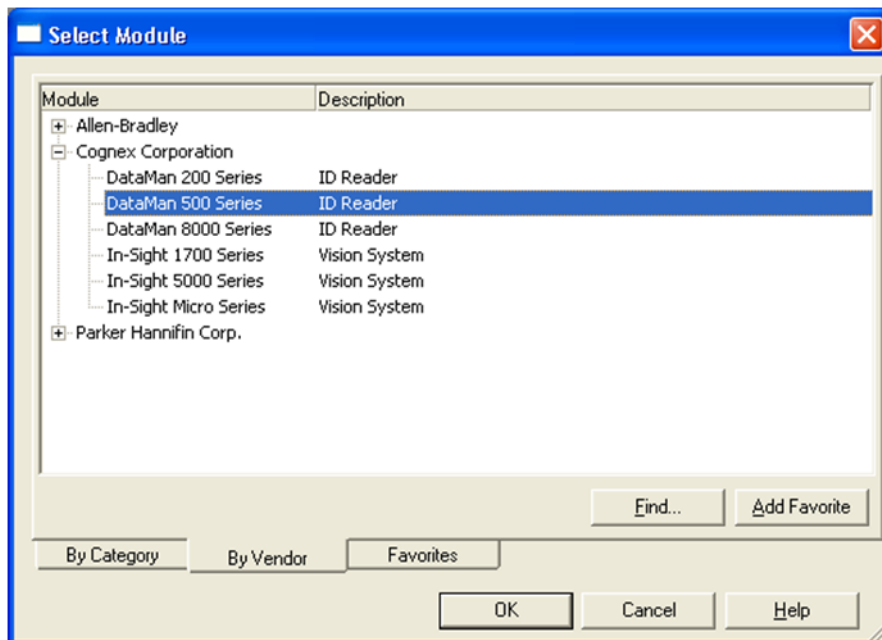 Select Module
Module Description
Allen-Bradley
Cognex Corporation
DataMan 200 Series ID Reader
DataMan 500 Series ID Reader
DataMan 8000 Series ID Reader
In-Sight 1700 Series Vision System
In-Sight 5000 Series Vision System
In-Sight Micro Series Vision System
Parker Hannifin Corp.
Find... Add Favorite
By Category By Vendor Favorites
OK Cancel Help